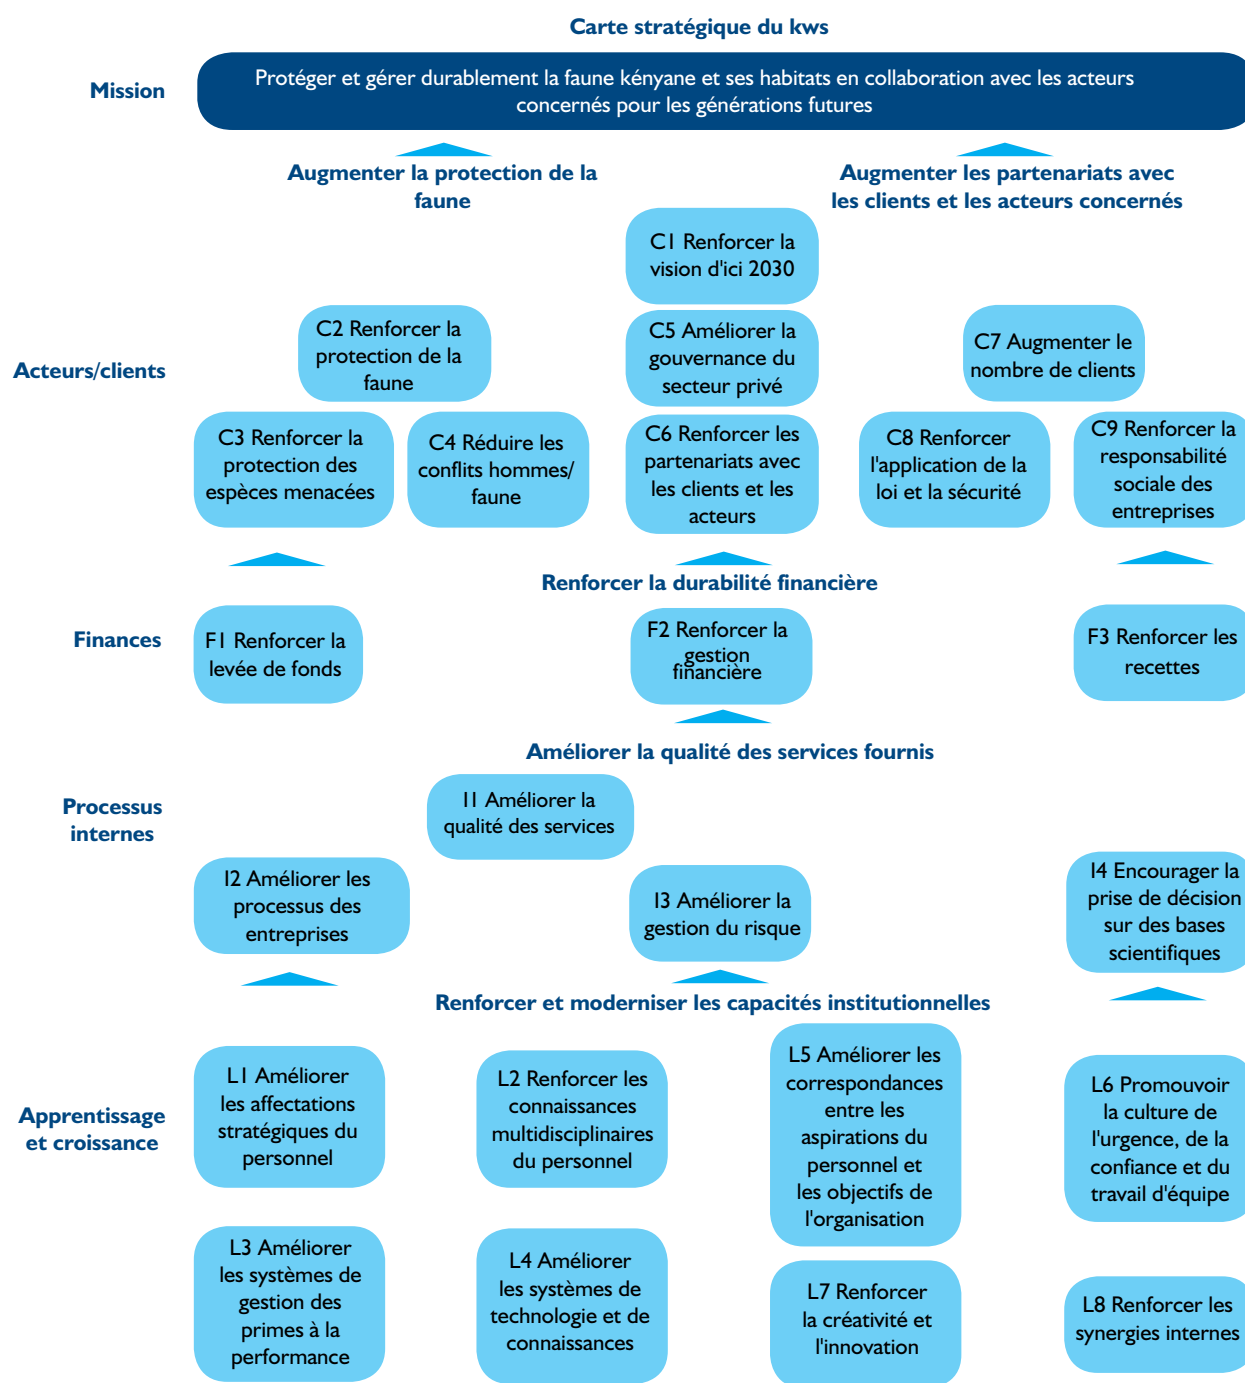 Carte stratégique du kws
Mission
Protéger et gérer durablement la faune kényane et ses habitats en collaboration avec les acteurs
concernés pour les générations futures
Augmenter la protection de la
faune
Augmenter les partenariats avec
les clients et les acteurs concernés
Acteurs/clients
C1 Renforcer la
vision d'ici 2030
C2 Renforcer la
protection de la
faune
C5 Améliorer la
gouvernance du
secteur privé
C7 Augmenter le
nombre de clients
C3 Renforcer la
protection des
espèces menacées
C4 Réduire les
conflits hommes/
faune
C6 Renforcer les
partenariats avec
les clients et les
acteurs
C8 Renforcer
l'application de la
loi et la sécurité
C9 Renforcer la
responsabilité
sociale des
entreprises
Renforcer la durabilité financière
Finances
F1 Renforcer la
levée de fonds
F2 Renforcer la
gestion
financière
F3 Renforcer les
recettes
Améliorer la qualité des services fournis
Processus
internes
I1 Améliorer la
qualité des services
I2 Améliorer les
processus des
entreprises
I3 Améliorer la
gestion du risque
I4 Encourager la
prise de décision
sur des bases
scientifiques
Renforcer et moderniser les capacités institutionnelles
Apprentissage
et croissance
L1 Améliorer
les affectations
stratégiques du
personnel
L2 Renforcer les
connaissances
multidisciplinaires
du personnel
L5 Améliorer les
correspondances
entre les
aspirations du
personnel et
les objectifs de
l'organisation
L6 Promouvoir
la culture de
l'urgence, de la
confiance et du
travail d'équipe
L3 Améliorer
les systèmes de
gestion des
primes à la
performance
L4 Améliorer
les systèmes de
technologie et de
connaissances
L7 Renforcer
la créativité et
l'innovation
L8 Renforcer les
synergies internes